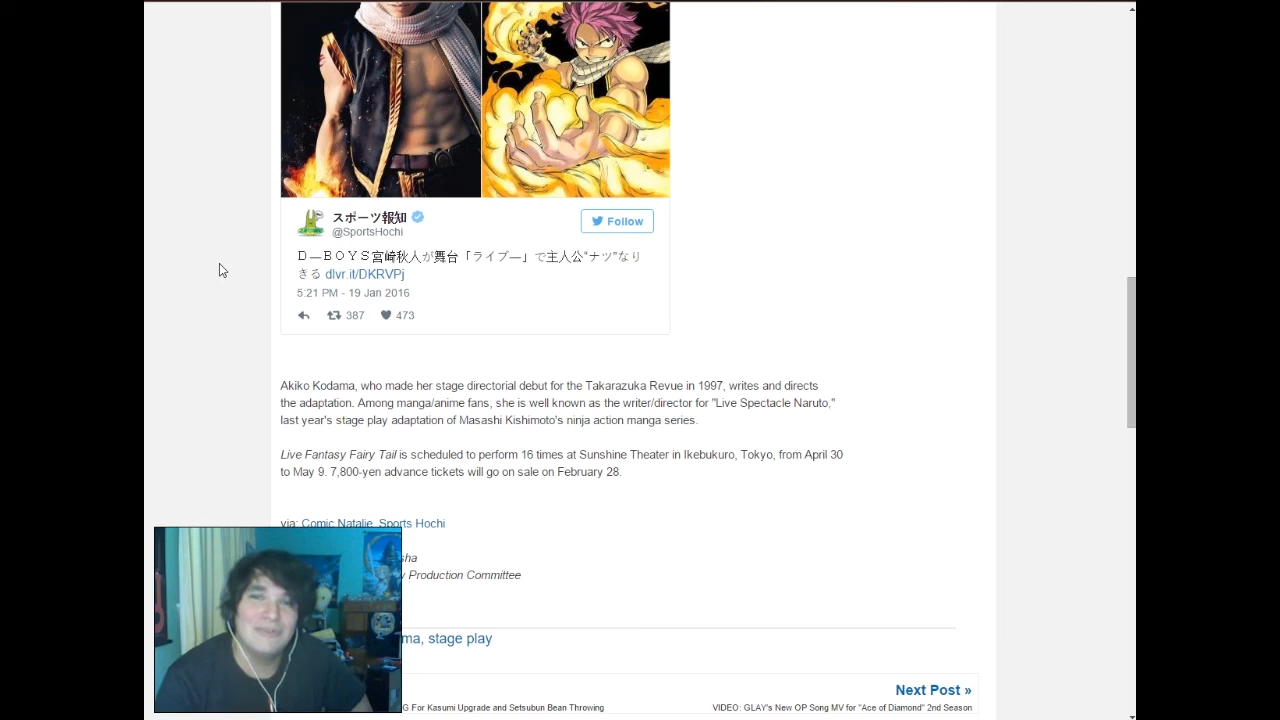 スポーツ報知
@SportsHochi
Follow
Ｄ―ＢＯＹＳ宮崎秋人が舞台「ライブ―」で主人公“ナツ”なり
きる dlvr.it/DKRVPj
5:21 PM - 19 Jan 2016
387 473
Akiko Kodama, who made her stage directorial debut for the Takarazuka Revue in 1997, writes and directs
the adaptation. Among manga/anime fans, she is well known as the writer/director for "Live Spectacle Naruto,"
last year's stage play adaptation of Masashi Kishimoto's ninja action manga series.
Live Fantasy Fairy Tail is scheduled to perform 16 times at Sunshine Theater in Ikebukuro, Tokyo, from April 30
to May 9. 7,800-yen advance tickets will go on sale on February 28.
via: Comic Natalie, Sports Hochi
sha
y Production Committee
ma, stage play
Next Post »
G For Kasumi Upgrade and Setsubun Bean Throwing
VIDEO: GLAY's New OP Song MV for "Ace of Diamond" 2nd Season